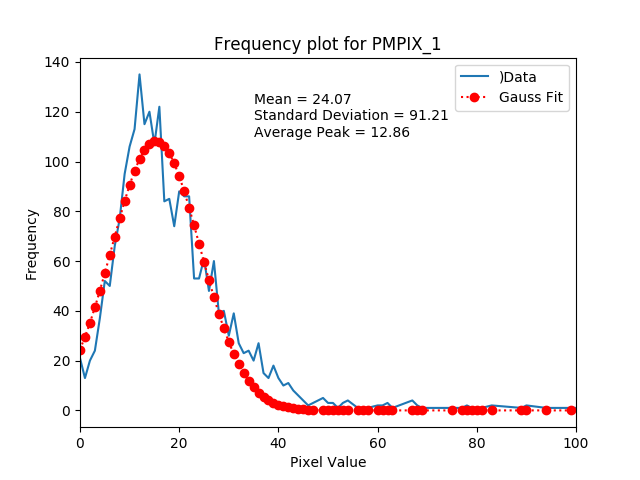 Frequency plot for PMPIX_1
140
120
100
80
60
40
20
0
Frequency
Mean = 24.07
Standard Deviation = 91.21
Average Peak = 12.86
)Data
Gauss Fit
0 20 40 60 80 100
Pixel Value